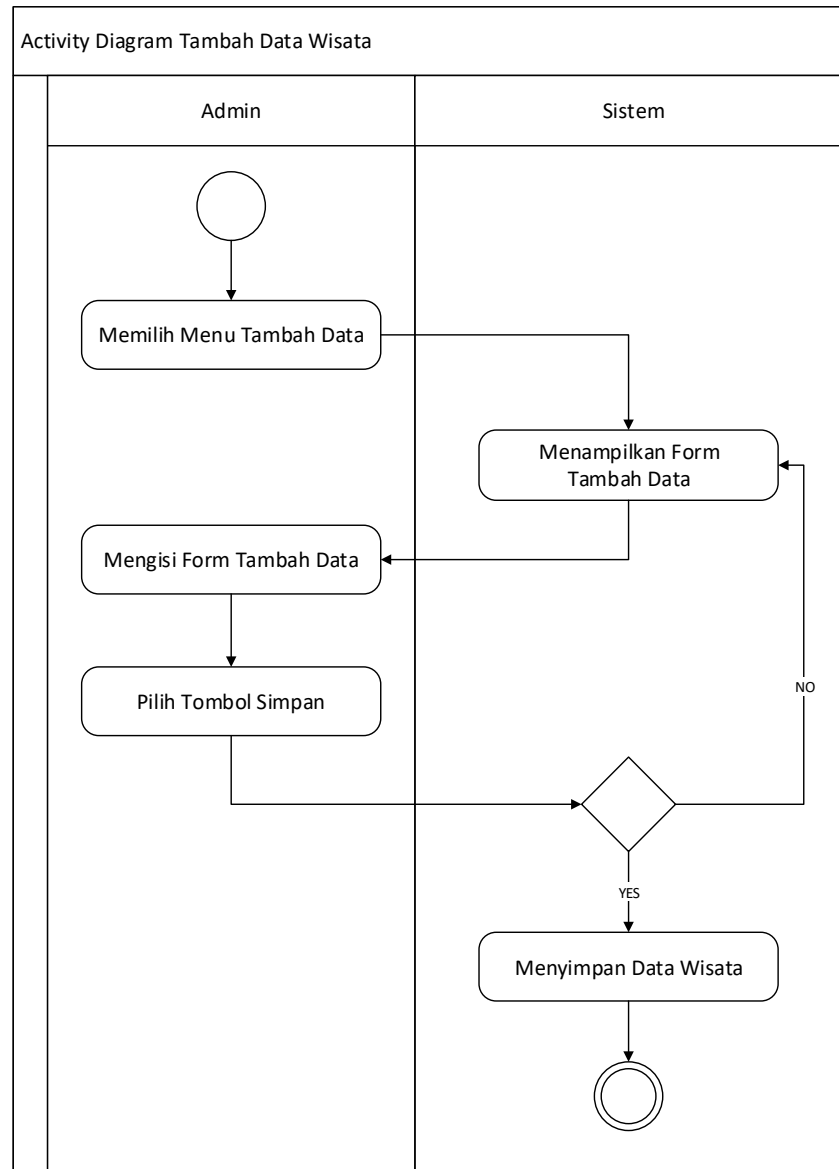 Activity Diagram Tambah Data Wisata
Admin
Sistem
Memilih Menu Tambah Data
Menampilkan Form
Tambah Data
Mengisi Form Tambah Data
Pilih Tombol Simpan
NO
YES
Menyimpan Data Wisata